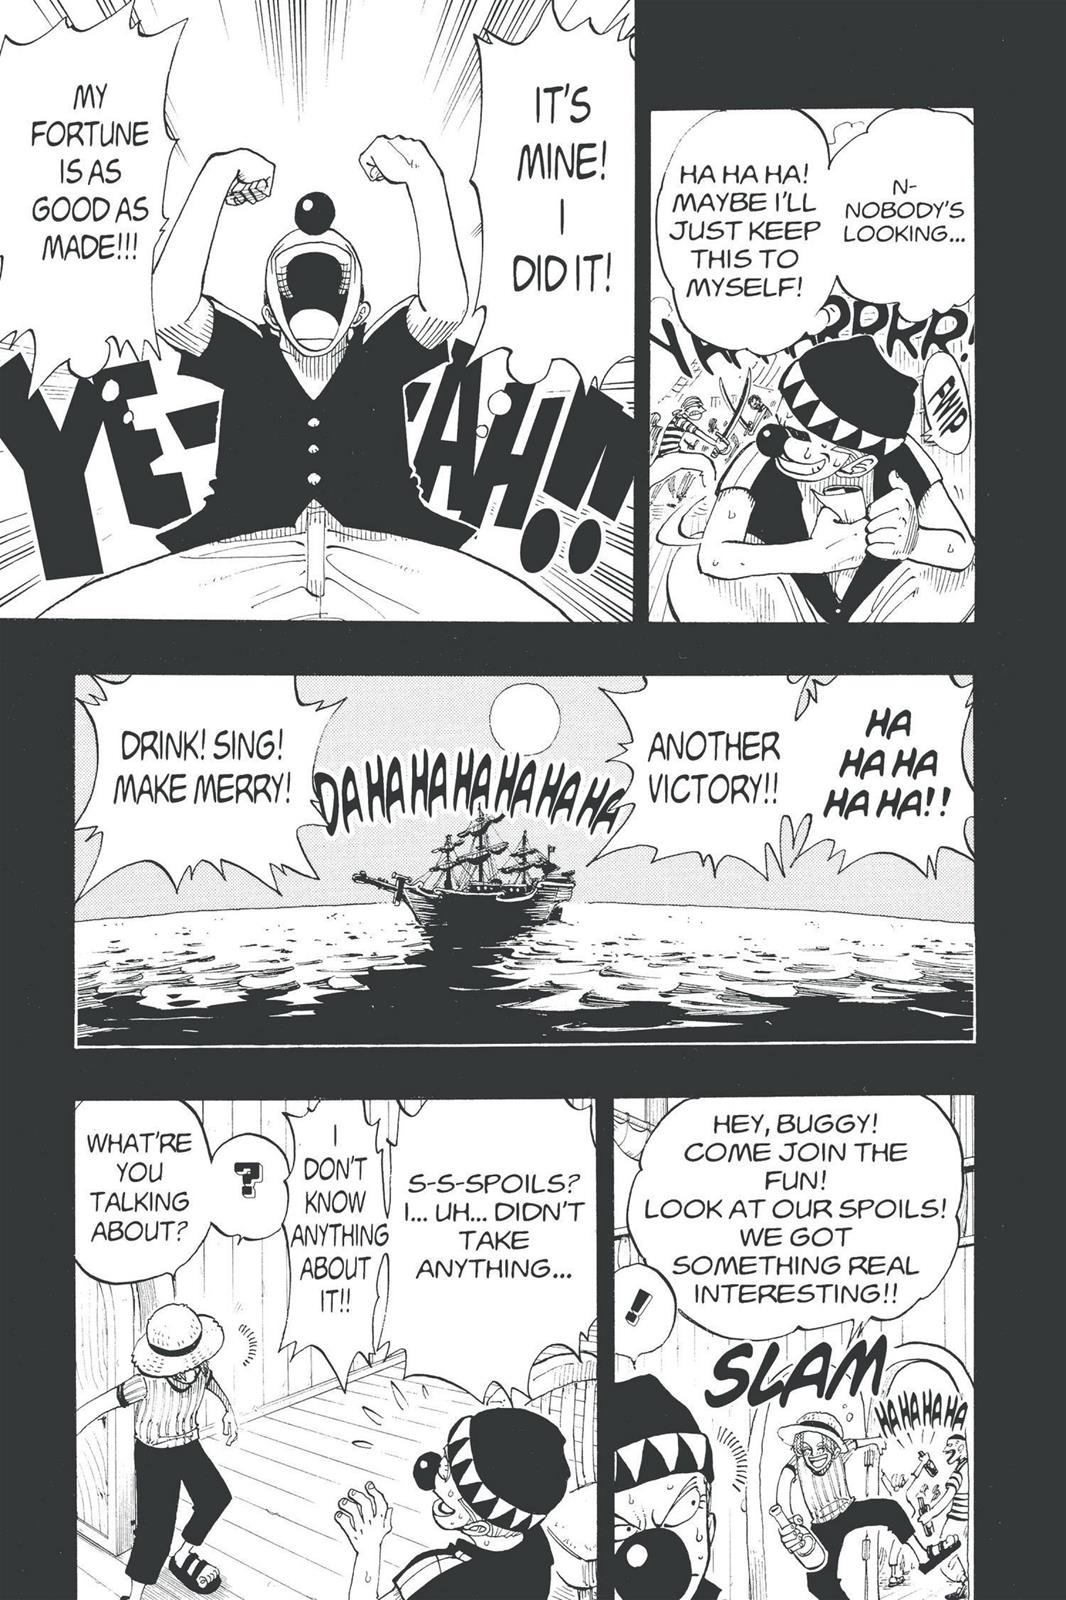 N-
NOBODY'S
LOOKING...
HA HA HA!
MAYBE I'LL
JUST KEEP
THIS TO
MYSELF!
YARRARRRRR!
FWIP
IT'S
MINE!
I
DID IT!
MY
FORTUNE
IS AS
GOOD AS
MADE!!!
YE--AH!!
HA
HA HA
HA HA!!
ANOTHER
VICTORY!!
DA HA HA HA HA HA HA HA
DRINK! SING!
MAKE MERRY!
HEY, BUGGY!
COME JOIN THE
FUN!
LOOK AT OUR SPOILS!
WE GOT
SOMETHING REAL
INTERESTING!!
!
SLAM
HA HA HA HA
S-S-SPOILS?
I... UH... DIDN'T
TAKE
ANYTHING...
I
DON'T
KNOW
ANYTHING
ABOUT
IT!!
?
WHAT'RE
YOU
TALKING
ABOUT?